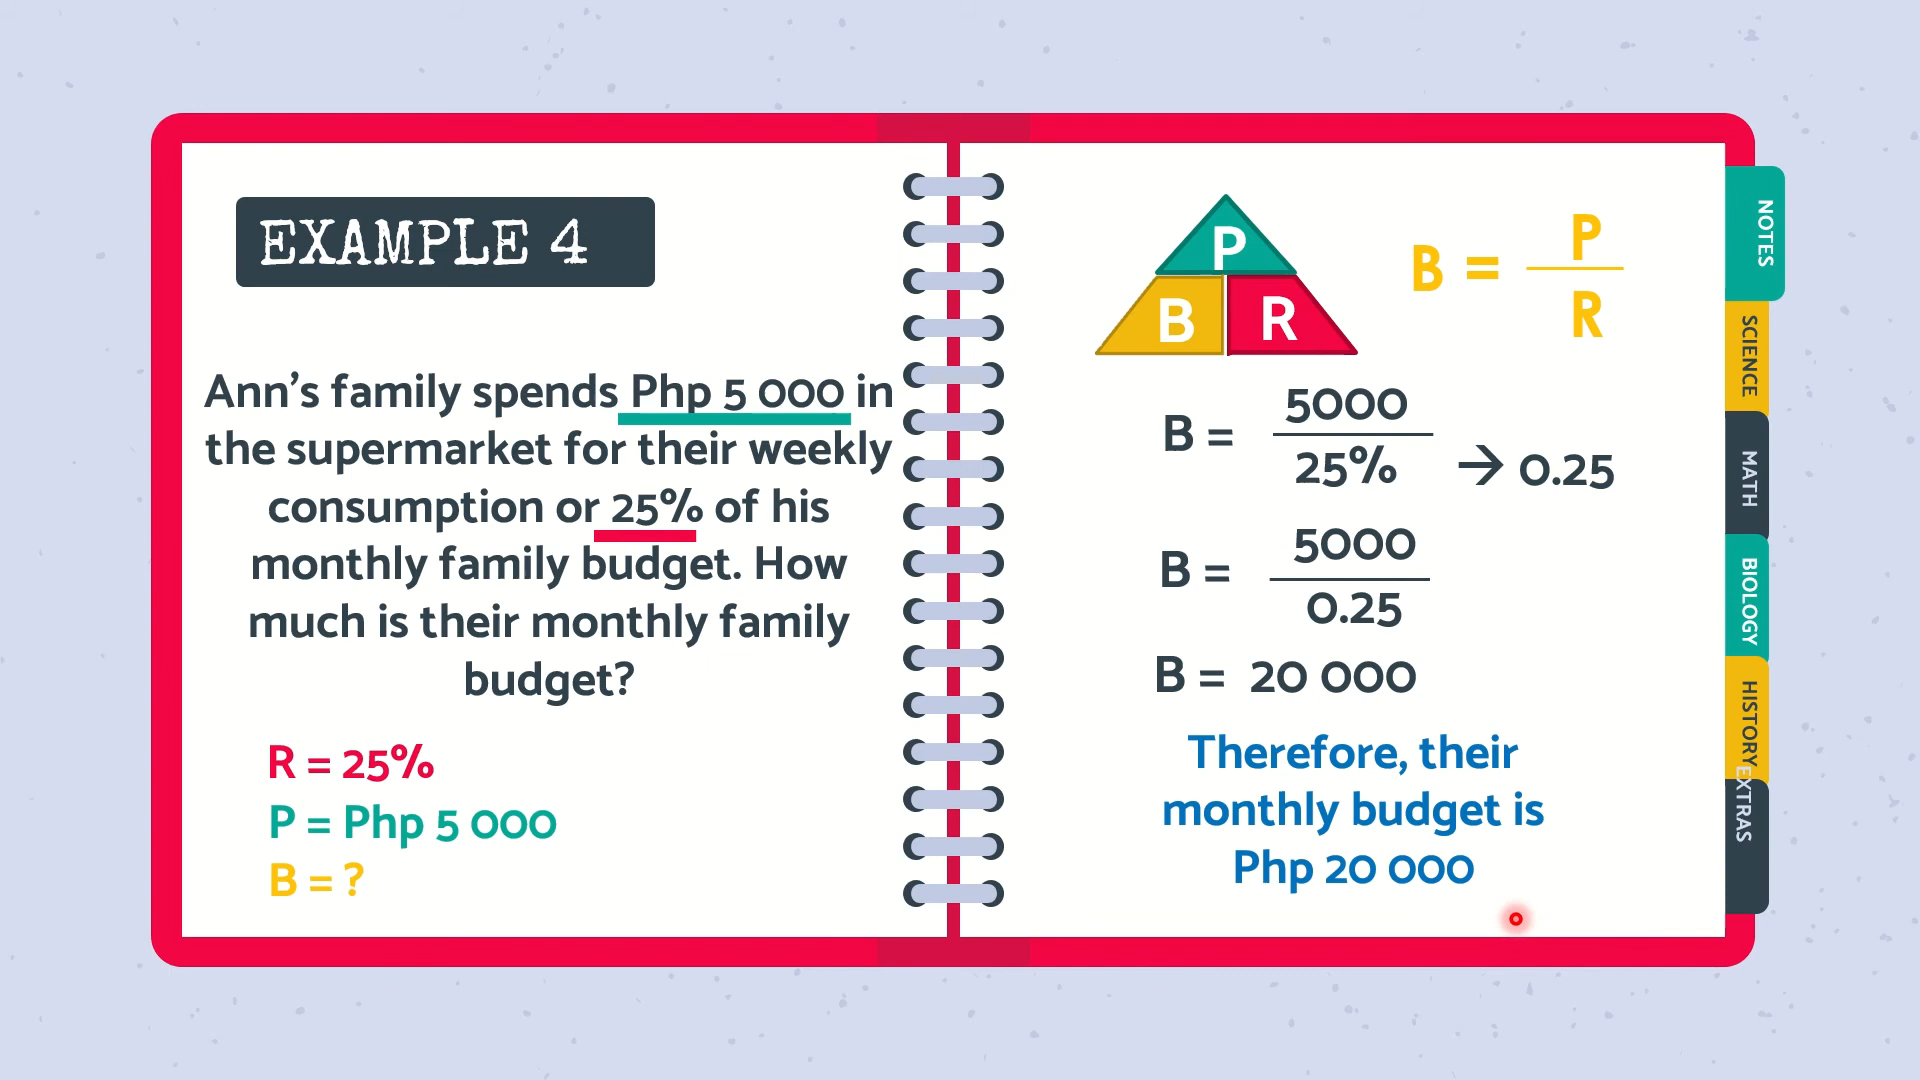 EXAMPLE 4
Ann’s family spends Php 5 000 in
the supermarket for their weekly
consumption or 25% of his
monthly family budget. How
much is their monthly family
budget?
R = 25%
P = Php 5 000
B = ?
P
B R
B = P
R
B = 5000
25% → 0.25
B = 5000
0.25
B = 20 000
Therefore, their
monthly budget is
Php 20 000
NOTES
SCIENCE
MATH
BIOLOGY
HISTORY
EXTRAS